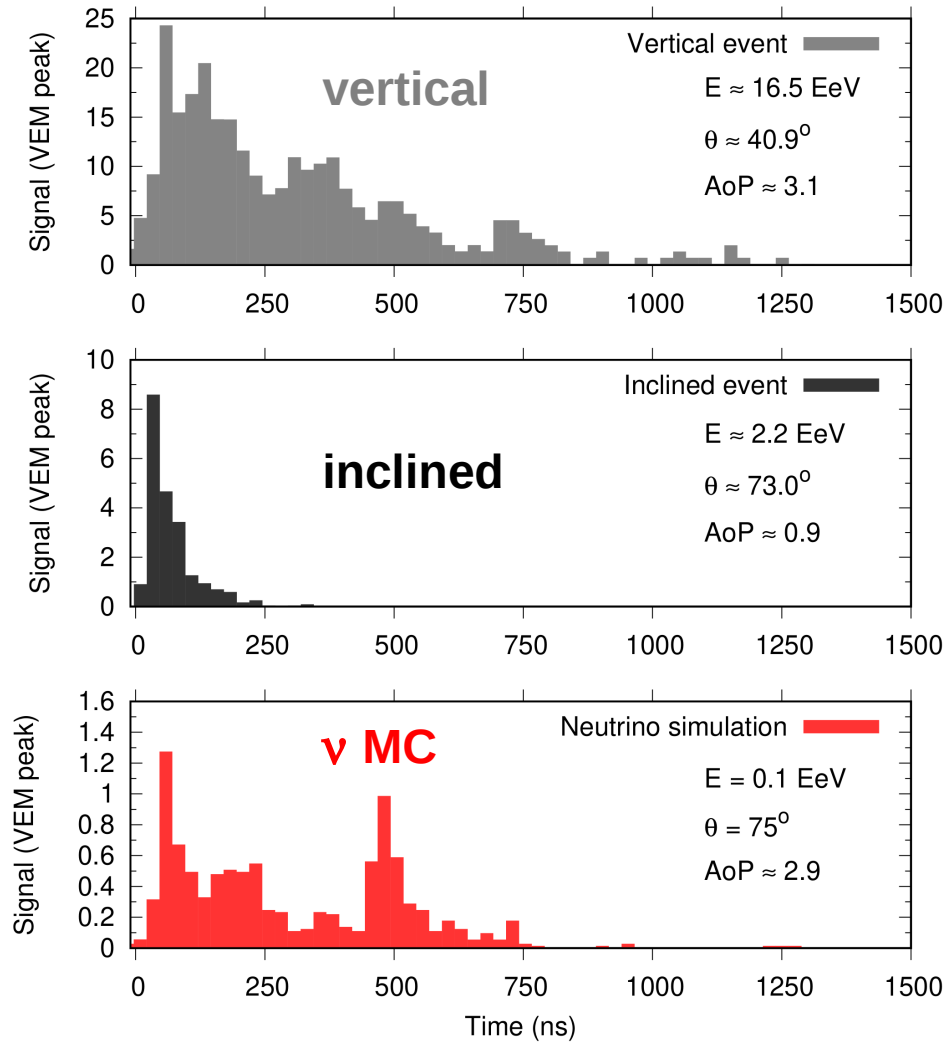 25
20
15
10
5
0
Signal (VEM peak)
vertical
Vertical event
E ≈ 16.5 EeV
θ ≈ 40.9°
AoP ≈ 3.1
0 250 500 750 1000 1250 1500
10
8
6
4
2
0
Signal (VEM peak)
inclined
Inclined event
E ≈ 2.2 EeV
θ ≈ 73.0°
AoP ≈ 0.9
0 250 500 750 1000 1250 1500
1.6
1.4
1.2
1
0.8
0.6
0.4
0.2
0
Signal (VEM peak)
ν MC
Neutrino simulation
E = 0.1 EeV
θ = 75°
AoP ≈ 2.9
0 250 500 750 1000 1250 1500
Time (ns)